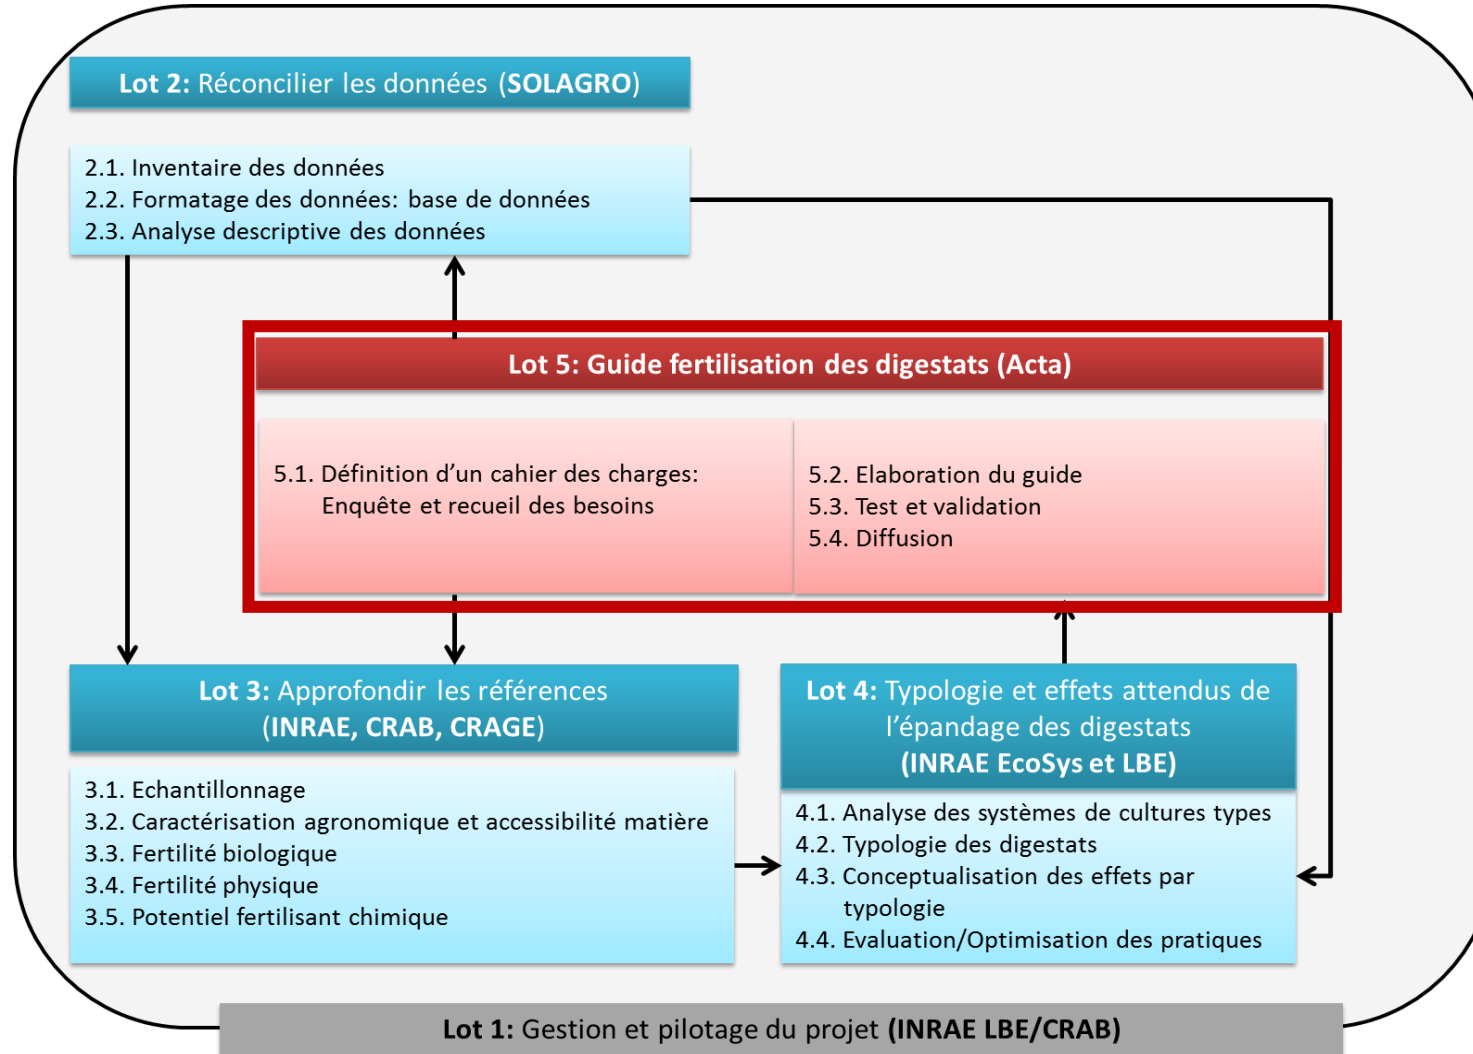 Lot 2: Réconcilier les données (SOLAGRO)
2.1. Inventaire des données
2.2. Formatage des données: base de données
2.3. Analyse descriptive des données
Lot 5: Guide fertilisation des digestats (Acta)
5.1. Définition d’un cahier des charges:
Enquête et recueil des besoins
5.2. Elaboration du guide
5.3. Test et validation
5.4. Diffusion
Lot 3: Approfondir les références
(INRAE, CRAB, CRAGE)
3.1. Echantillonnage
3.2. Caractérisation agronomique et accessibilité matière
3.3. Fertilité biologique
3.4. Fertilité physique
3.5. Potentiel fertilisant chimique
Lot 4: Typologie et effets attendus de
l’épandage des digestats
(INRAE EcoSys et LBE)
4.1. Analyse des systèmes de cultures types
4.2. Typologie des digestats
4.3. Conceptualisation des effets par
typologie
4.4. Evaluation/Optimisation des pratiques
Lot 1: Gestion et pilotage du projet (INRAE LBE/CRAB)